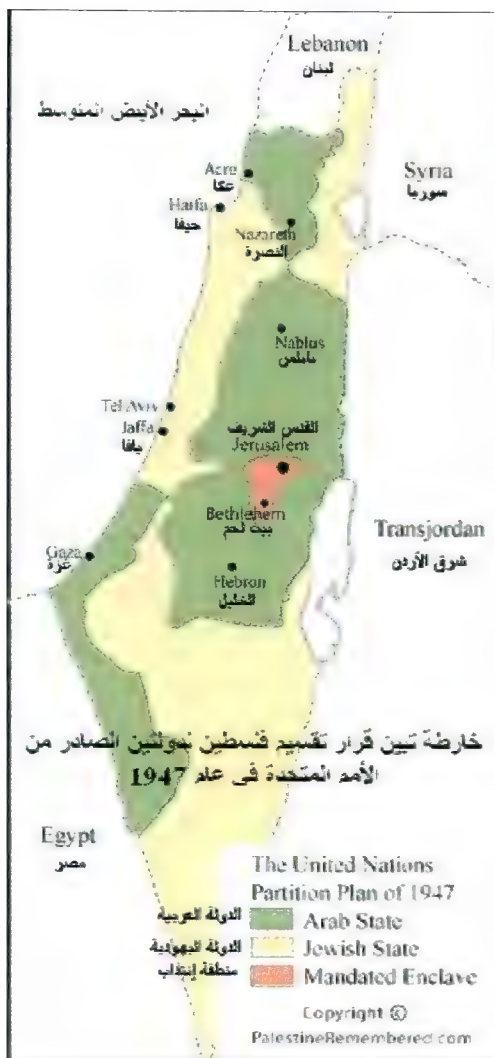 Lebanon
لبنان
البحر الأبيض المتوسط
Syria
سوريا
Acre
عكا
Haifa
حيفا
Nazareth
النصرة
Nablus
نابلس
Tel Aviv
Jaffa
يافا
القدس الشريف
Jerusalem
Bethlehem
بيت لحم
Transjordan
شرق الأردن
Gaza
غزة
Hebron
الخليل
خارطة تبين قرار تقسيم فلسطين لدولتين الصادر من
الأمم المتحدة في عام 1947
Egypt
مصر
The United Nations
Partition Plan of 1947
الدولة العربية
Arab State
الدولة اليهودية
Jewish State
منطقة إنتداب
Mandated Enclave
Copyright ©
PalestineRemembered.com